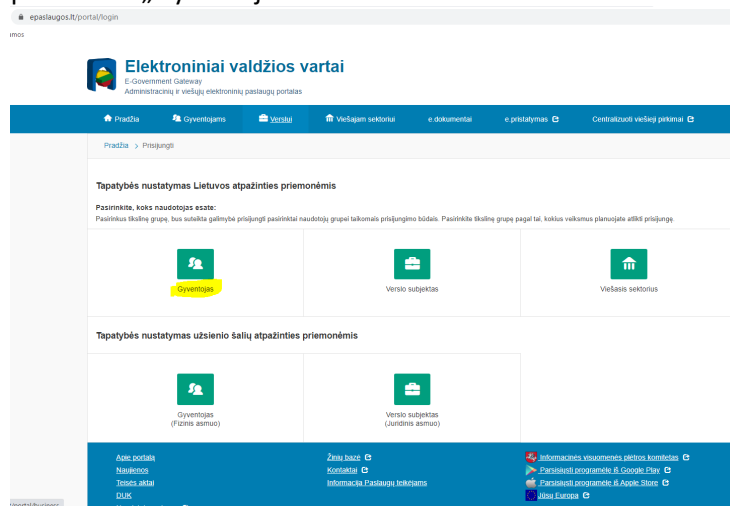 epaslaugos.lt/portal/login
Elektroniniai valdžios vartai
E-Government Gateway
Administracinių ir viešųjų elektroninių paslaugų portalas
Pradžia Gyventojams Verslui Viešajam sektoriui e.dokumentai e.pristatymas Centralizuoti viešieji pirkimai
Pradžia > Prisijungti
Tapatybės nustatymas Lietuvos atpažinties priemonėmis
Pasirinkite, koks naudotojas esate:
Pasirinkus tikslinę grupę, bus suteikta galimybė prisijungti pasirinktai naudotojų grupei taikomais prisijungimo būdais. Pasirinkite tikslinę grupę pagal tai, kokius veiksmus planuojate atlikti prisijungę.
Gyventojas Verslo subjektas Viešasis sektorius
Tapatybės nustatymas užsienio šalių atpažinties priemonėmis
Gyventojas Verslo subjektas
(Fizinis asmuo) (Juridinis asmuo)
Apie portalą Žinių bazė Informacinės visuomenės plėtros komitetas
Naujienos Kontaktai Parsisiųsti programėlę iš Google Play
Teisės aktai Informacija Paslaugų teikėjams Parsisiųsti programėlę iš Apple Store
DUK Jūsų Europa